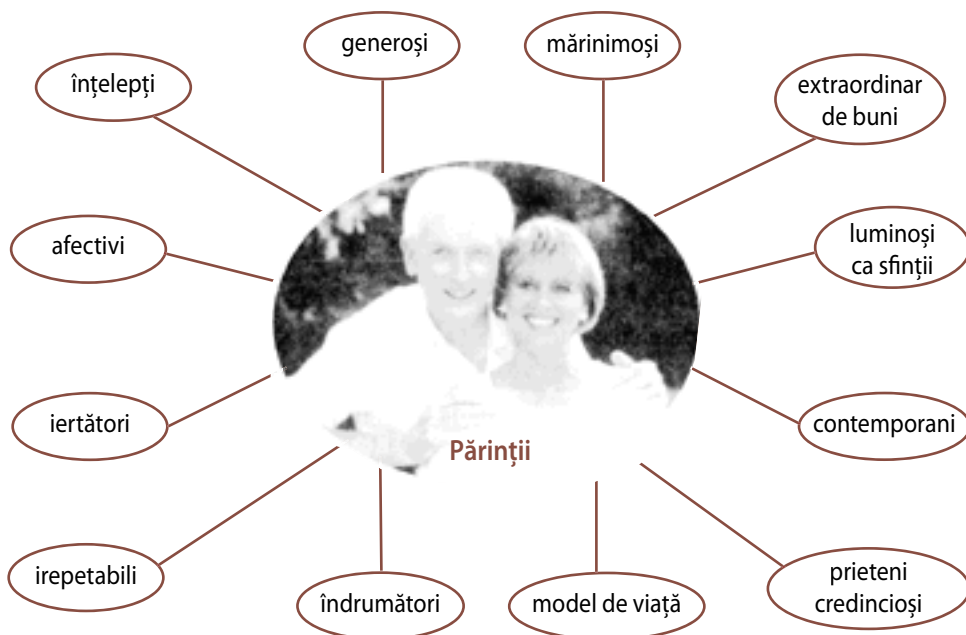 generoși
mărinimoși
înțelepți
extraordinar
de buni
afectivi
luminoși
ca sfinții
iertători
contemporani
Părinții
irepetabili
îndrumători
model de viață
prieteni
credincioși